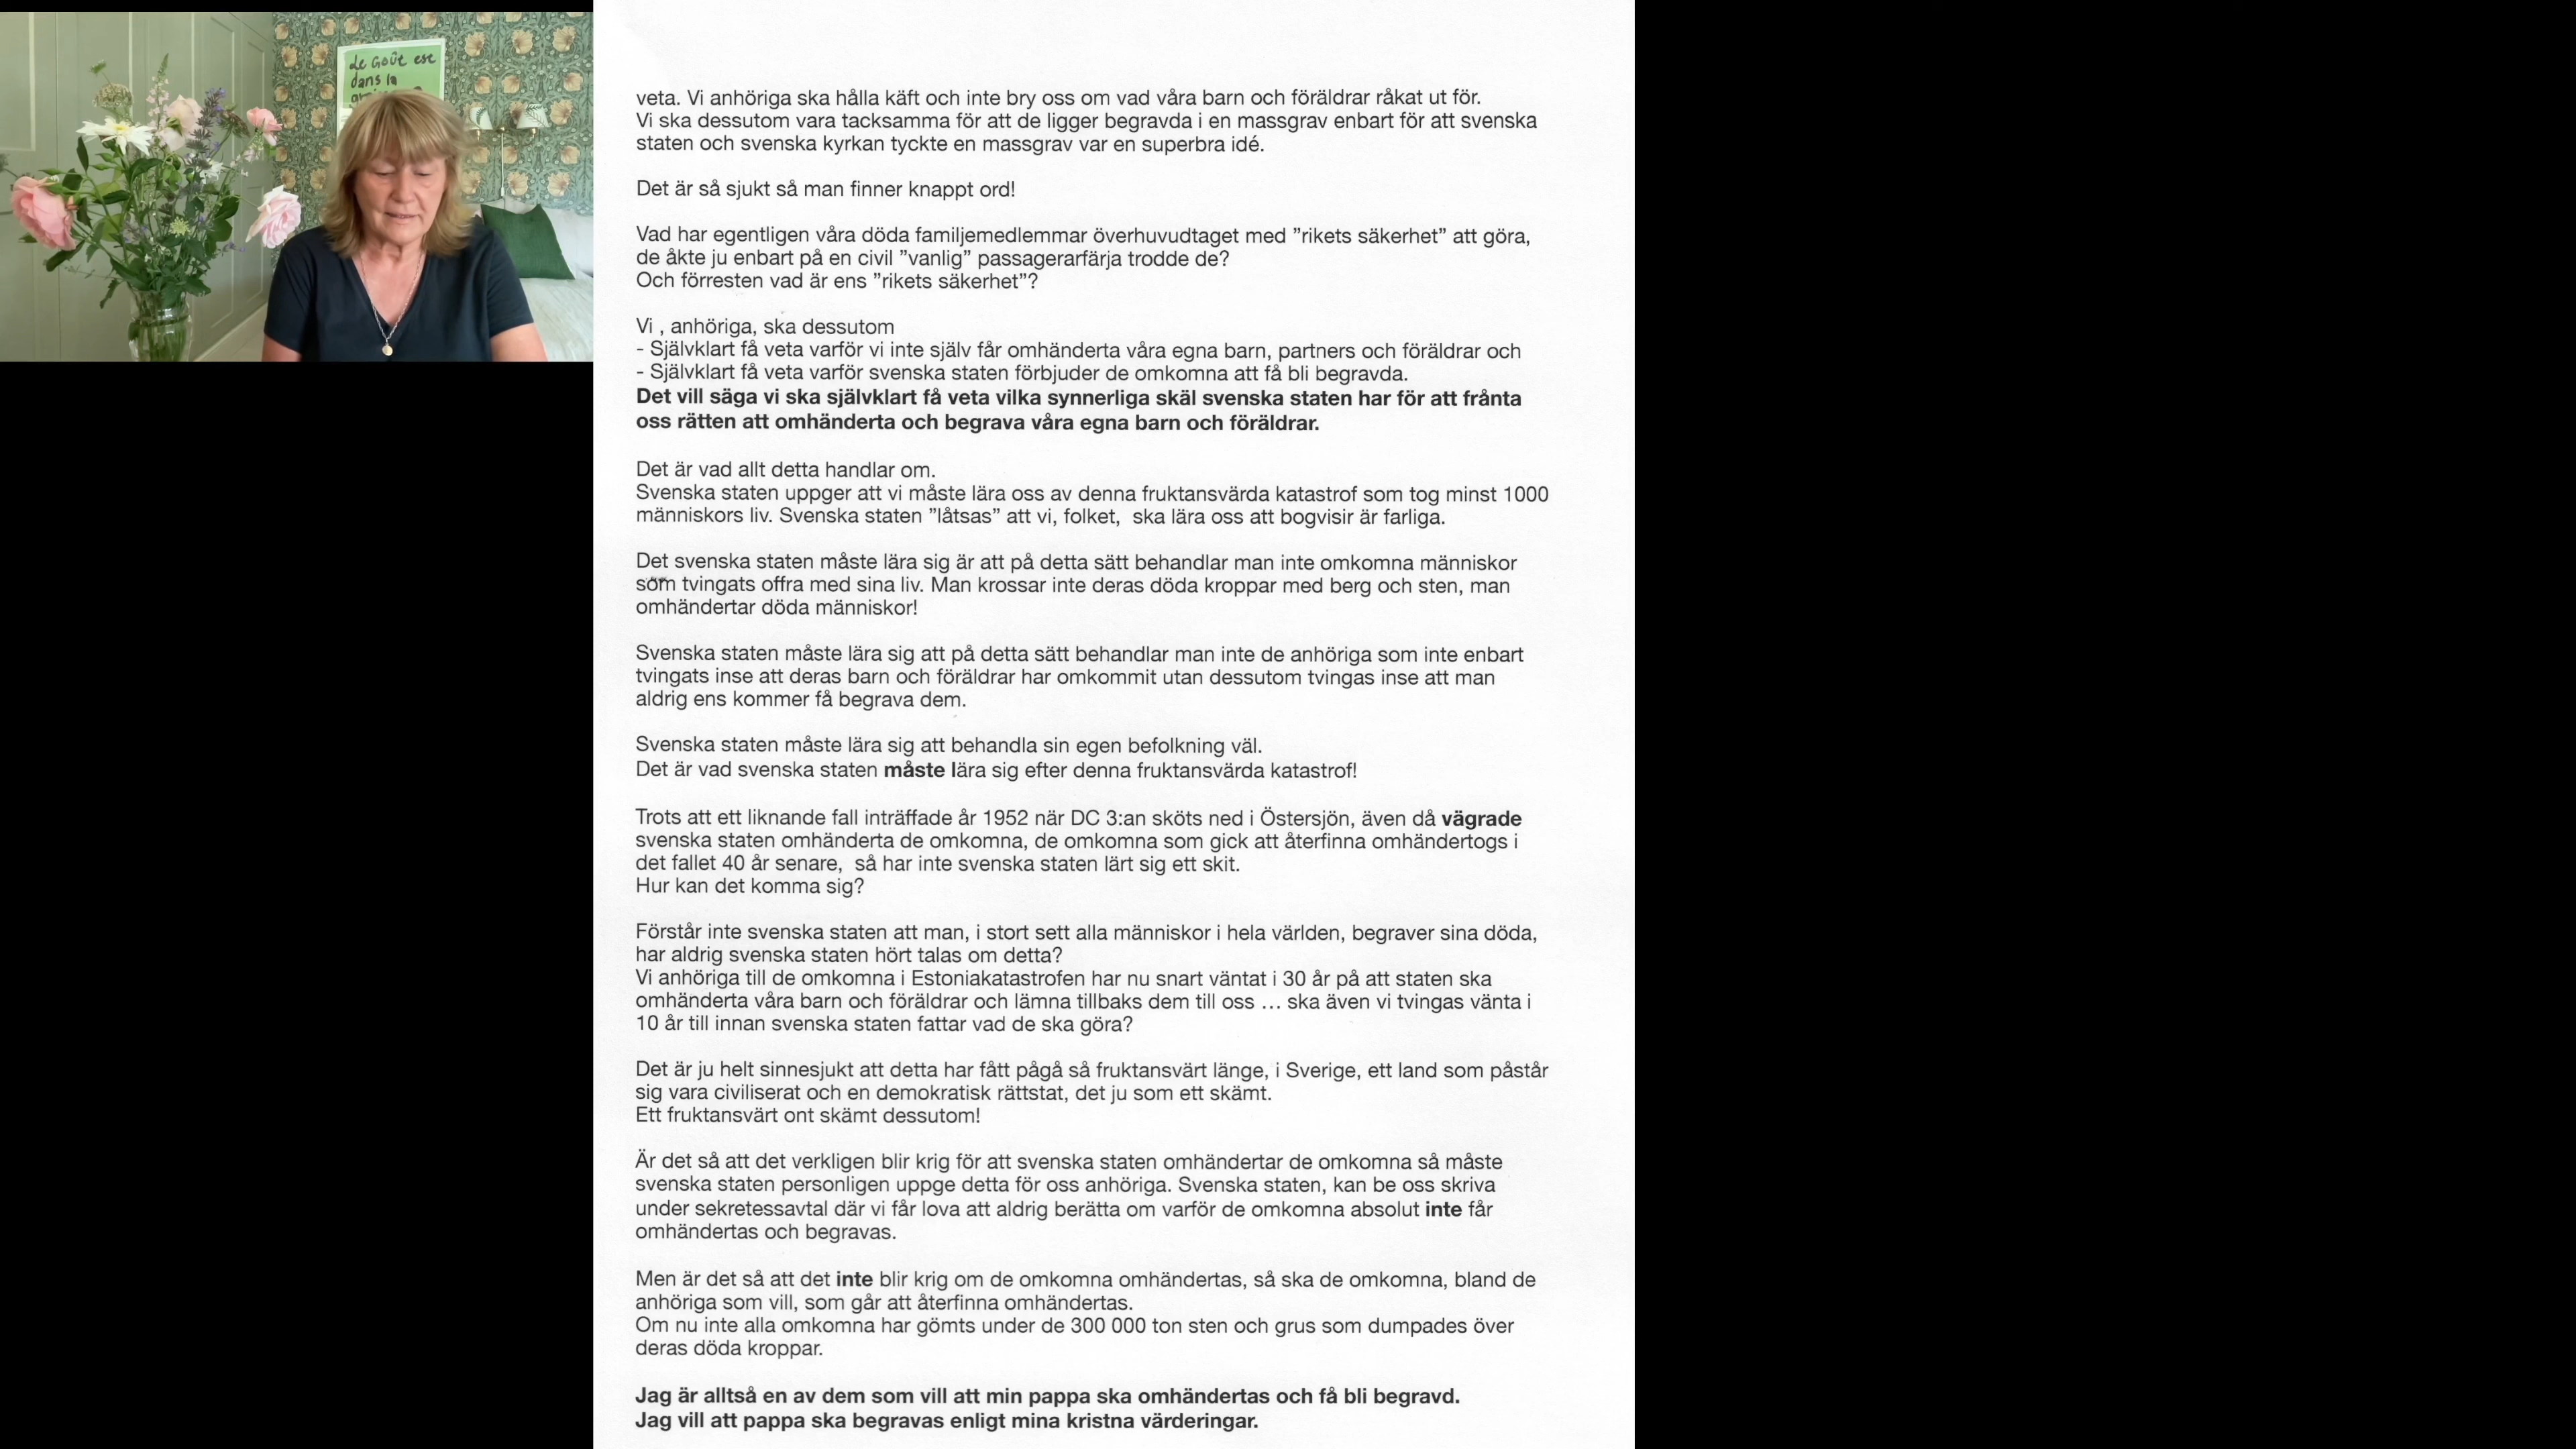 de Goût est
dans la
veta. Vi anhöriga ska hålla käft och inte bry oss om vad våra barn och föräldrar råkat ut för.
Vi ska dessutom vara tacksamma för att de ligger begravda i en massgrav enbart för att svenska
staten och svenska kyrkan tyckte en massgrav var en superbra idé.
Det är så sjukt så man finner knappt ord!
Vad har egentligen våra döda familjemedlemmar överhuvudtaget med ”rikets säkerhet” att göra,
de åkte ju enbart på en civil ”vanlig” passagerarfärja trodde de?
Och förresten vad är ens ”rikets säkerhet”?
Vi , anhöriga, ska dessutom
- Självklart få veta varför vi inte själv får omhänderta våra egna barn, partners och föräldrar och
- Självklart få veta varför svenska staten förbjuder de omkomna att få bli begravda.
Det vill säga vi ska självklart få veta vilka synnerliga skäl svenska staten har för att frånta
oss rätten att omhänderta och begrava våra egna barn och föräldrar.
Det är vad allt detta handlar om.
Svenska staten uppger att vi måste lära oss av denna fruktansvärda katastrof som tog minst 1000
människors liv. Svenska staten ”låtsas” att vi, folket,  ska lära oss att bogvisir är farliga.
Det svenska staten måste lära sig är att på detta sätt behandlar man inte omkomna människor
som tvingats offra med sina liv. Man krossar inte deras döda kroppar med berg och sten, man
omhändertar döda människor!
Svenska staten måste lära sig att på detta sätt behandlar man inte de anhöriga som inte enbart
tvingats inse att deras barn och föräldrar har omkommit utan dessutom tvingas inse att man
aldrig ens kommer få begrava dem.
Svenska staten måste lära sig att behandla sin egen befolkning väl.
Det är vad svenska staten måste lära sig efter denna fruktansvärda katastrof!
Trots att ett liknande fall inträffade år 1952 när DC 3:an sköts ned i Östersjön, även då vägrade
svenska staten omhänderta de omkomna, de omkomna som gick att återfinna omhändertogs i
det fallet 40 år senare,  så har inte svenska staten lärt sig ett skit.
Hur kan det komma sig?
Förstår inte svenska staten att man, i stort sett alla människor i hela världen, begraver sina döda,
har aldrig svenska staten hört talas om detta?
Vi anhöriga till de omkomna i Estoniakatastrofen har nu snart väntat i 30 år på att staten ska
omhänderta våra barn och föräldrar och lämna tillbaks dem till oss … ska även vi tvingas vänta i
10 år till innan svenska staten fattar vad de ska göra?
Det är ju helt sinnesjukt att detta har fått pågå så fruktansvärt länge, i Sverige, ett land som påstår
sig vara civiliserat och en demokratisk rättstat, det ju som ett skämt.
Ett fruktansvärt ont skämt dessutom!
Är det så att det verkligen blir krig för att svenska staten omhändertar de omkomna så måste
svenska staten personligen uppge detta för oss anhöriga. Svenska staten, kan be oss skriva
under sekretessavtal där vi får lova att aldrig berätta om varför de omkomna absolut inte får
omhändertas och begravas.
Men är det så att det inte blir krig om de omkomna omhändertas, så ska de omkomna, bland de
anhöriga som vill, som går att återfinna omhändertas.
Om nu inte alla omkomna har gömts under de 300 000 ton sten och grus som dumpades över
deras döda kroppar.
Jag är alltså en av dem som vill att min pappa ska omhändertas och få bli begravd.
Jag vill att pappa ska begravas enligt mina kristna värderingar.